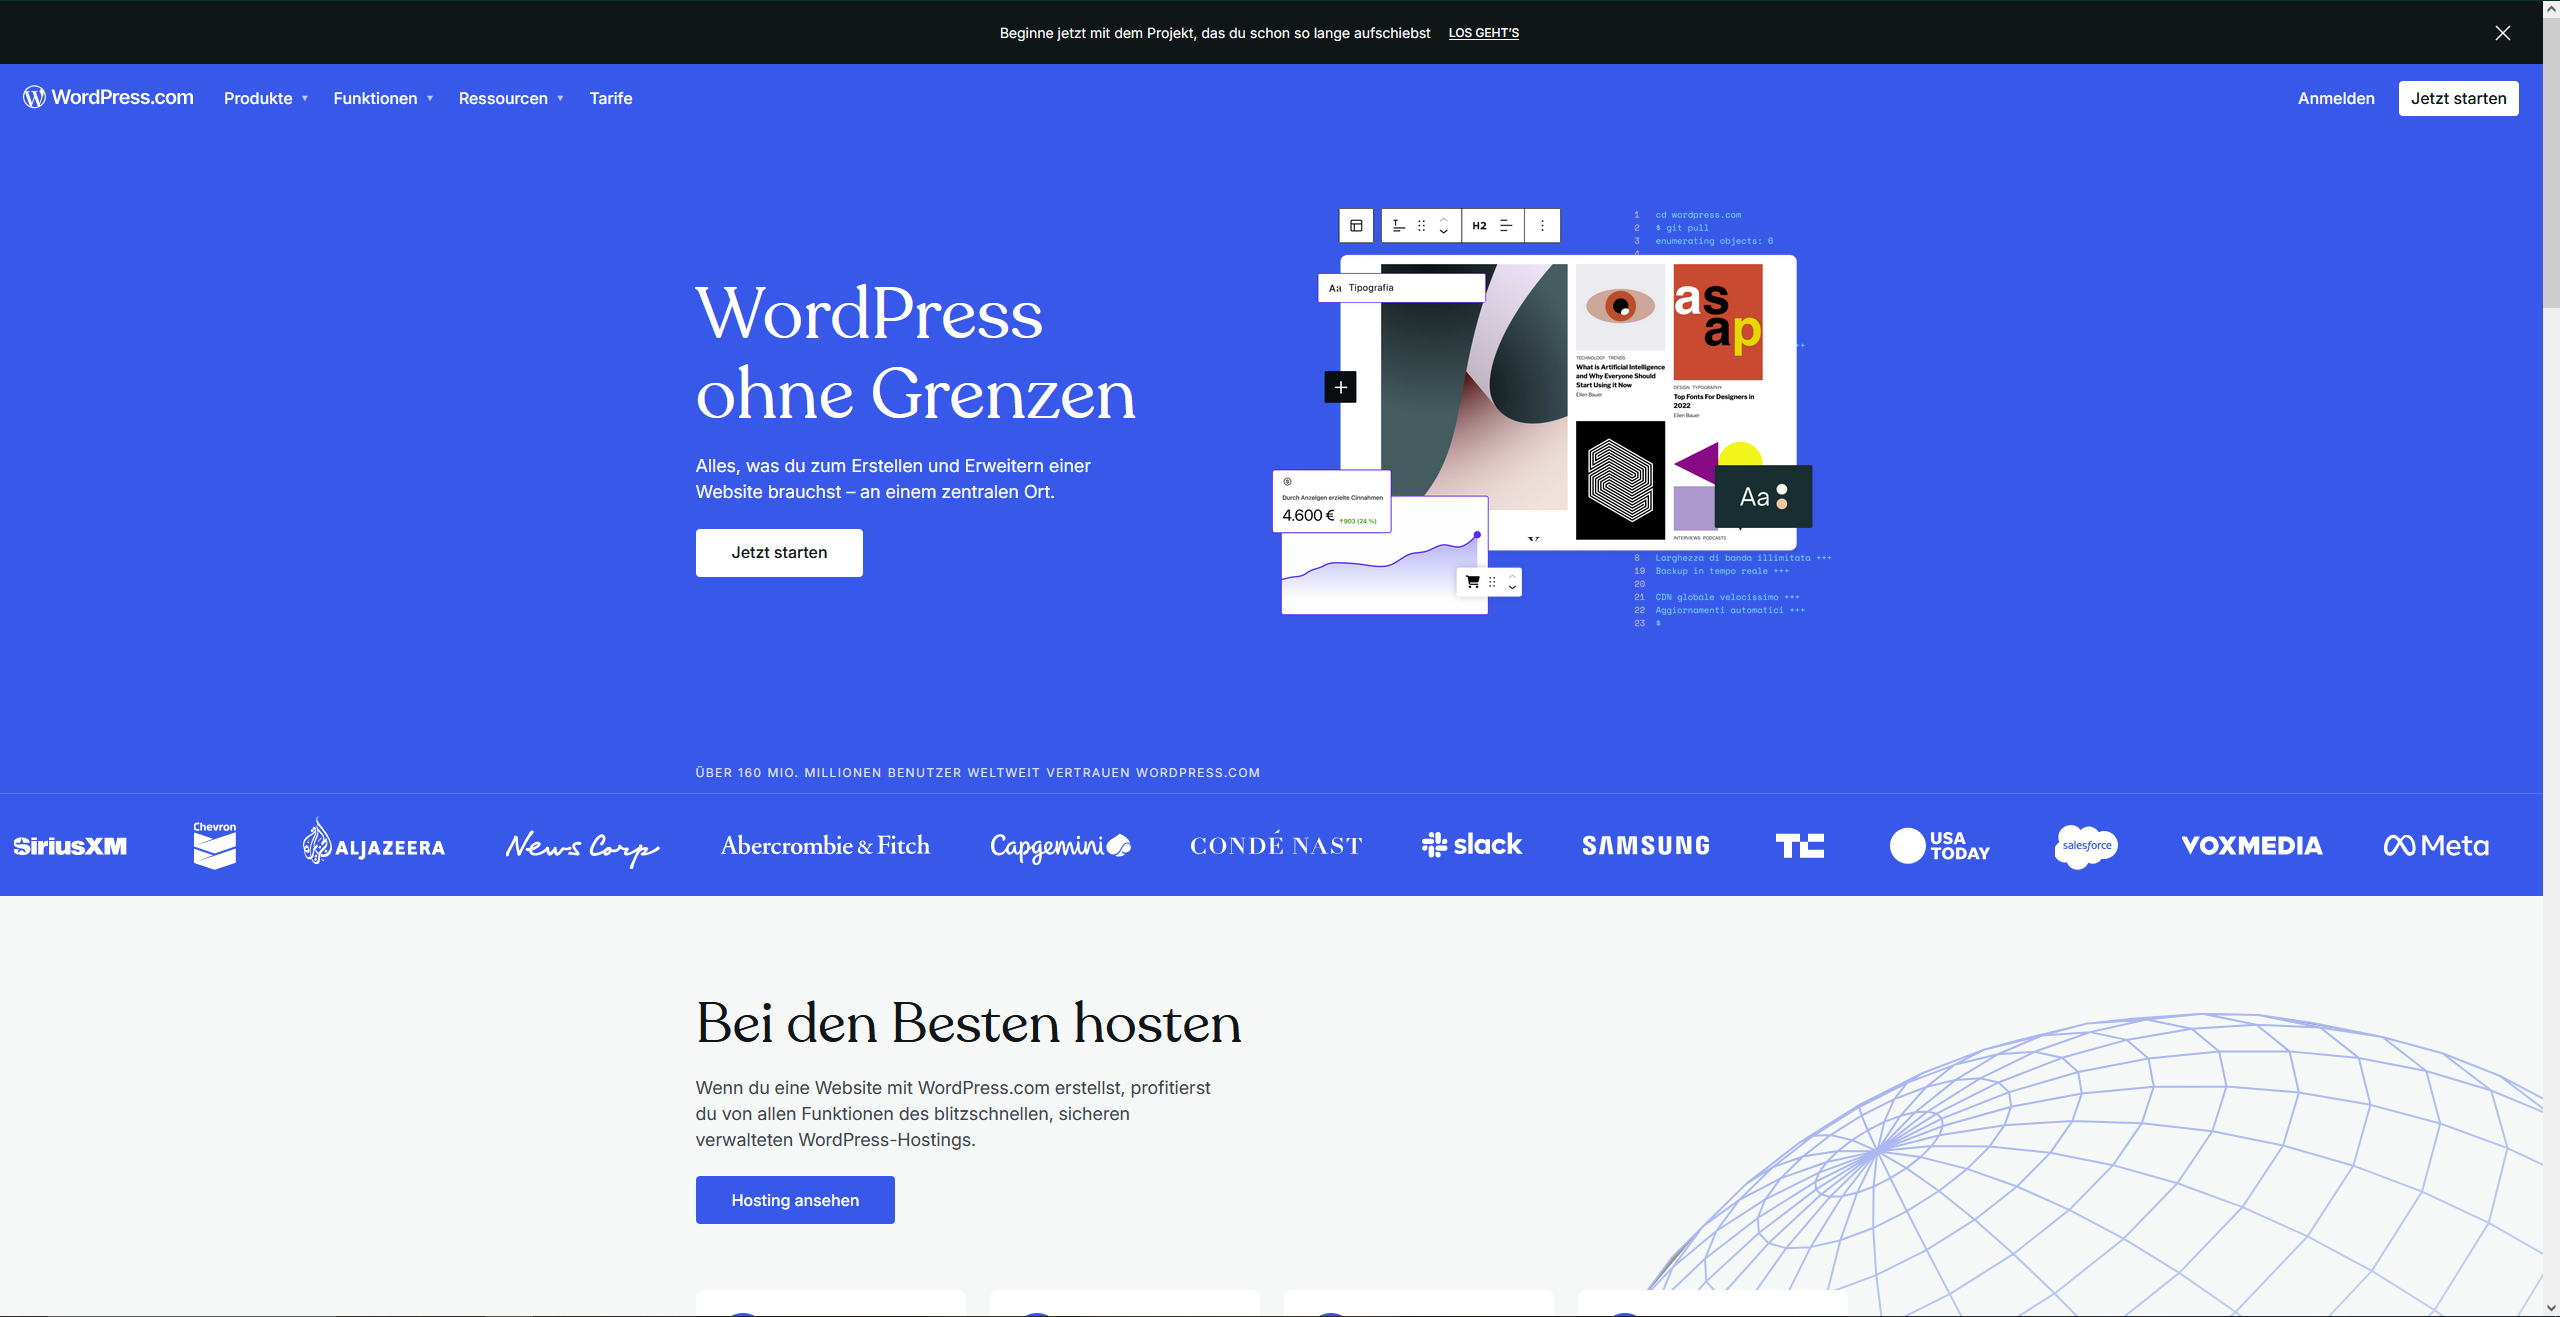 Beginne jetzt mit dem Projekt, das du schon so lange aufschiebst LOS GEHT'S
WordPress.com Produkte Funktionen Ressourcen Tarife Anmelden Jetzt starten
WordPress
ohne Grenzen
Alles, was du zum Erstellen und Erweitern einer
Website brauchst – an einem zentralen Ort.
Jetzt starten
H2
1 cd wordpress.com
2 $ git pull
3 enumerating objects: 6
4
Aa Tipografia
TECHNOLOGY TRENDS
What is Artificial Intelligence
and Why Everyone Should
Start Using it Now
Ellen Bauer
as
ap
DESIGN TYPOGRAPHY
Top Fonts For Designers in
2022
Ellen Bauer
Aa
INTERVIEWS PODCASTS
Durch Anzeigen erzielte Cinnahmen
4.600 € ↑903 (24 %)
8 Larghezza di banda illimitata +++
19 Backup in tempo reale +++
20
21 CDN globale velocissimo +++
22 Aggiornamenti automatici +++
23 $
ÜBER 160 MIO. MILLIONEN BENUTZER WELTWEIT VERTRAUEN WORDPRESS.COM
SiriusXM Chevron ALJAZEERA News Corp Abercrombie & Fitch Capgemini CONDÉ NAST slack SAMSUNG TC USA TODAY salesforce VOXMEDIA Meta
Bei den Besten hosten
Wenn du eine Website mit WordPress.com erstellst, profitierst
du von allen Funktionen des blitzschnellen, sicheren
verwalteten WordPress-Hostings.
Hosting ansehen